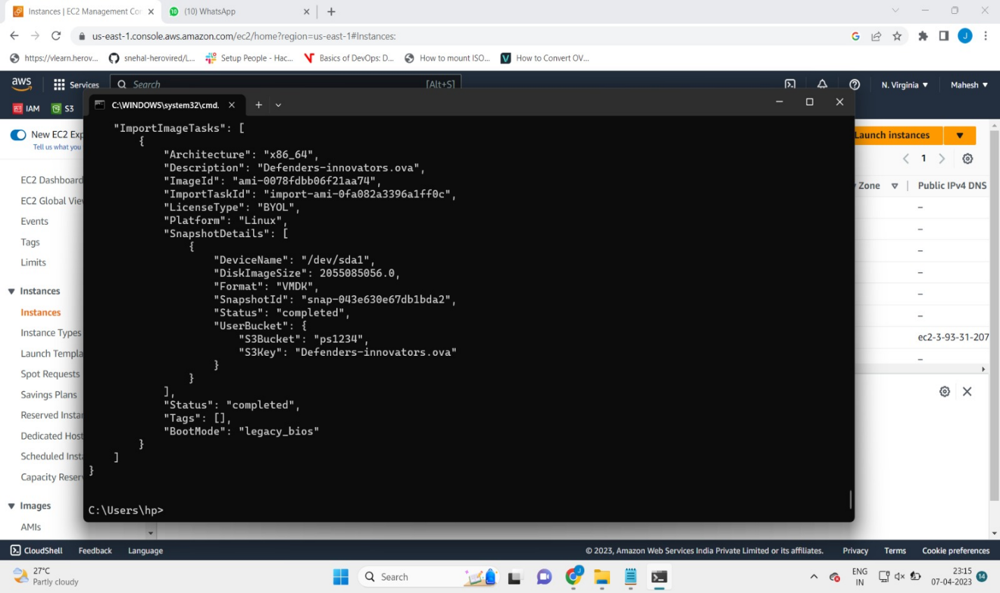 Instances | EC2 Management Con
(10) WhatsApp
us-east-1.console.aws.amazon.com/ec2/home?region=us-east-1#Instances:
https://vlearn.herov...
snehal-herovired/L...
Setup People - Hac...
Basics of DevOps: D...
How to mount ISO...
How to Convert OV...
aws
Services
Search
[Alt+S]
N. Virginia
Mahesh
IAM
S3
C:\WINDOWS\system32\cmd.
New EC2 Exp
Tell us what you
EC2 Dashboard
EC2 Global View
Events
Tags
Limits
Instances
Instances
Instance Types
Launch Templa
Spot Requests
Savings Plans
Reserved Instan
Dedicated Host
Scheduled Insta
Capacity Reserv
Images
AMIs
"ImportImageTasks": [
{
"Architecture": "x86_64",
"Description": "Defenders-innovators.ova",
"ImageId": "ami-0078fdbb06f21aa74",
"ImportTaskId": "import-ami-0fa082a3396a1ff0c",
"LicenseType": "BYOL",
"Platform": "Linux",
"SnapshotDetails": [
{
"DeviceName": "/dev/sda1",
"DiskImageSize": 2055085056.0,
"Format": "VMDK",
"SnapshotId": "snap-043e630e67db1bda2",
"Status": "completed",
"UserBucket": {
"S3Bucket": "ps1234",
"S3Key": "Defenders-innovators.ova"
}
}
],
"Status": "completed",
"Tags": [],
"BootMode": "legacy_bios"
}
]
}
C:\Users\hp>
Launch instances
1
Zone
Public IPv4 DNS
–
–
–
–
–
–
ec2-3-93-31-207
–
CloudShell
Feedback
Language
© 2023, Amazon Web Services India Private Limited or its affiliates.
Privacy
Terms
Cookie preferences
27°C
Partly cloudy
Search
ENG
IN
23:15
07-04-2023
14